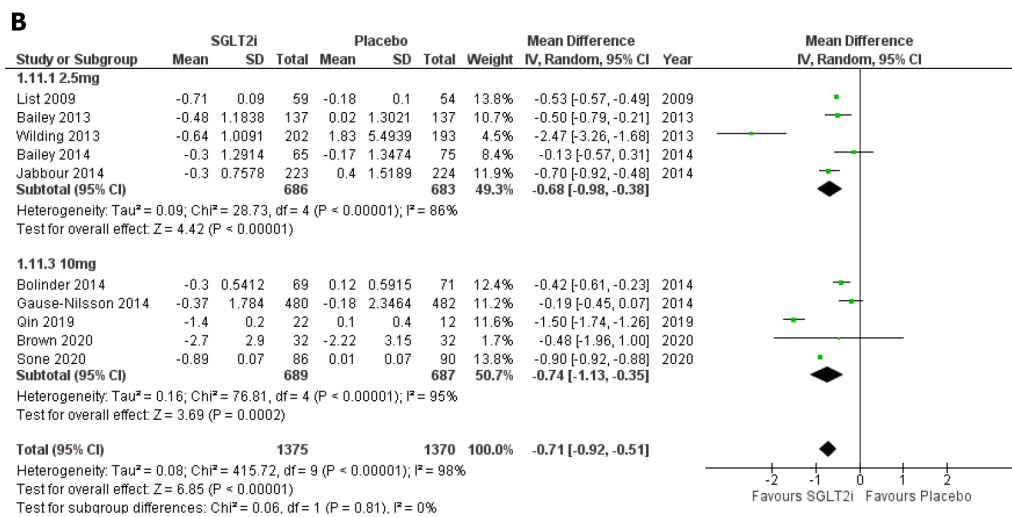 B
SGLT2i Placebo Mean Difference Mean Difference
Study or Subgroup Mean SD Total Mean SD Total Weight IV, Random, 95% CI Year IV, Random, 95% CI
1.11.1 2.5mg
List 2009 -0.71 0.09 59 -0.18 0.1 54 13.8% -0.53 [-0.57, -0.49] 2009
Bailey 2013 -0.48 1.1838 137 0.02 1.3021 137 10.7% -0.50 [-0.79, -0.21] 2013
Wilding 2013 -0.64 1.0091 202 1.83 5.4939 193 4.5% -2.47 [-3.26, -1.68] 2013
Bailey 2014 -0.3 1.2914 65 -0.17 1.3474 75 8.4% -0.13 [-0.57, 0.31] 2014
Jabbour 2014 -0.3 0.7578 223 0.4 1.5189 224 11.9% -0.70 [-0.92, -0.48] 2014
Subtotal (95% CI) 686 683 49.3% -0.68 [-0.98, -0.38]
Heterogeneity: Tau² = 0.09; Chi² = 28.73, df = 4 (P < 0.00001); I² = 86%
Test for overall effect: Z = 4.42 (P < 0.00001)
1.11.3 10mg
Bolinder 2014 -0.3 0.5412 69 0.12 0.5915 71 12.4% -0.42 [-0.61, -0.23] 2014
Gause-Nilsson 2014 -0.37 1.784 480 -0.18 2.3464 482 11.2% -0.19 [-0.45, 0.07] 2014
Qin 2019 -1.4 0.2 22 0.1 0.4 12 11.6% -1.50 [-1.74, -1.26] 2019
Brown 2020 -2.7 2.9 32 -2.22 3.15 32 1.7% -0.48 [-1.96, 1.00] 2020
Sone 2020 -0.89 0.07 86 0.01 0.07 90 13.8% -0.90 [-0.92, -0.88] 2020
Subtotal (95% CI) 689 687 50.7% -0.74 [-1.13, -0.35]
Heterogeneity: Tau² = 0.16; Chi² = 76.81, df = 4 (P < 0.00001); I² = 95%
Test for overall effect: Z = 3.69 (P = 0.0002)
Total (95% CI) 1375 1370 100.0% -0.71 [-0.92, -0.51]
Heterogeneity: Tau² = 0.08; Chi² = 415.72, df = 9 (P < 0.00001); I² = 98%
Test for overall effect: Z = 6.85 (P < 0.00001)
Test for subgroup differences: Chi² = 0.06, df = 1 (P = 0.81), I² = 0%
-2 -1 0 1 2
Favours SGLT2i Favours Placebo